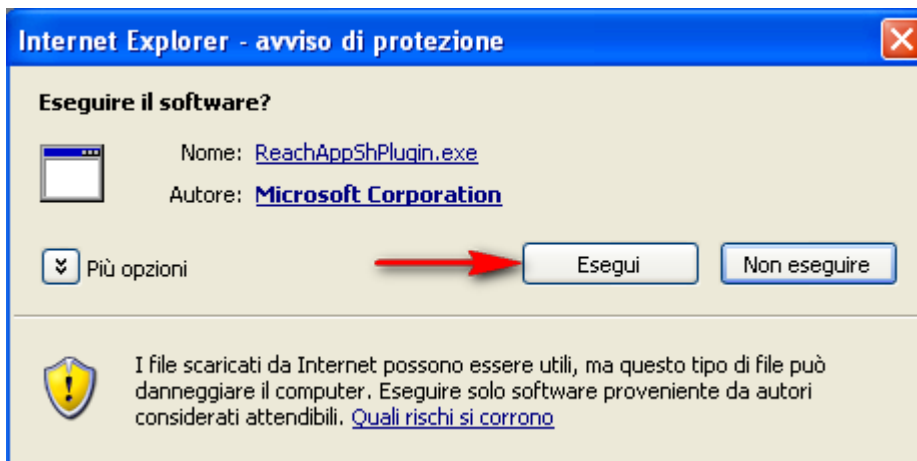 Internet Explorer - avviso di protezione
Eseguire il software?
Nome: ReachAppShPlugin.exe
Autore: Microsoft Corporation
Più opzioni
Esegui
Non eseguire
I file scaricati da Internet possono essere utili, ma questo tipo di file può
danneggiare il computer. Eseguire solo software proveniente da autori
considerati attendibili. Quali rischi si corrono